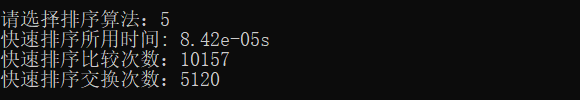 请选择排序算法：5
快速排序所用时间: 8.42e-05s
快速排序比较次数：10157
快速排序交换次数：5120